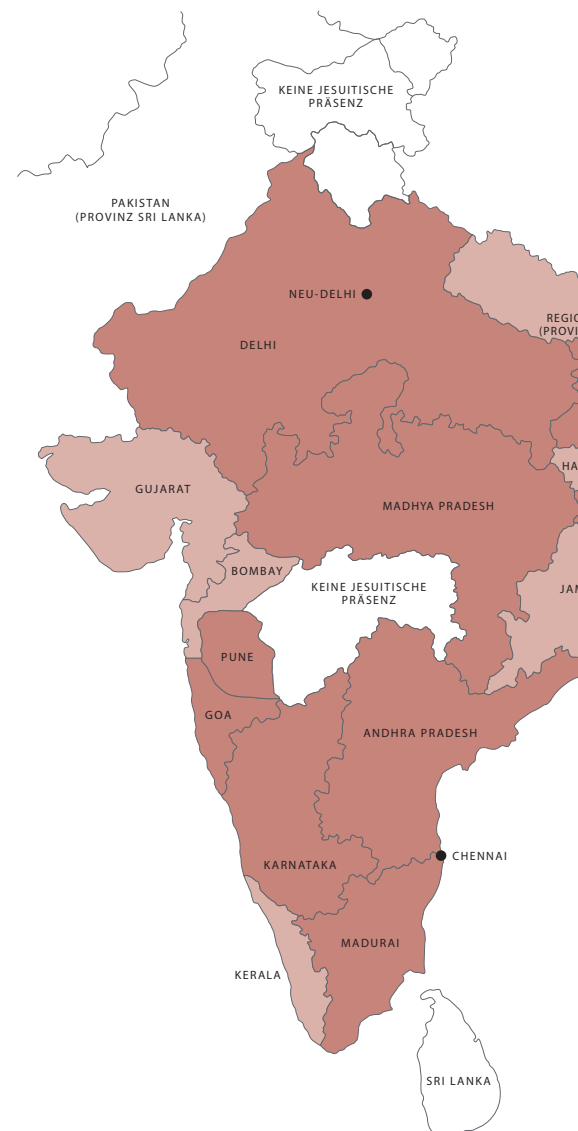 KEINE JESUITISCHE
PRÄSENZ
PAKISTAN
(PROVINZ SRI LANKA)
NEU-DELHI
DELHI
GUJARAT
MADHYA PRADESH
BOMBAY
KEINE JESUITISCHE
PRÄSENZ
PUNE
GOA
ANDHRA PRADESH
CHENNAI
KARNATAKA
MADURAI
KERALA
SRI LANKA